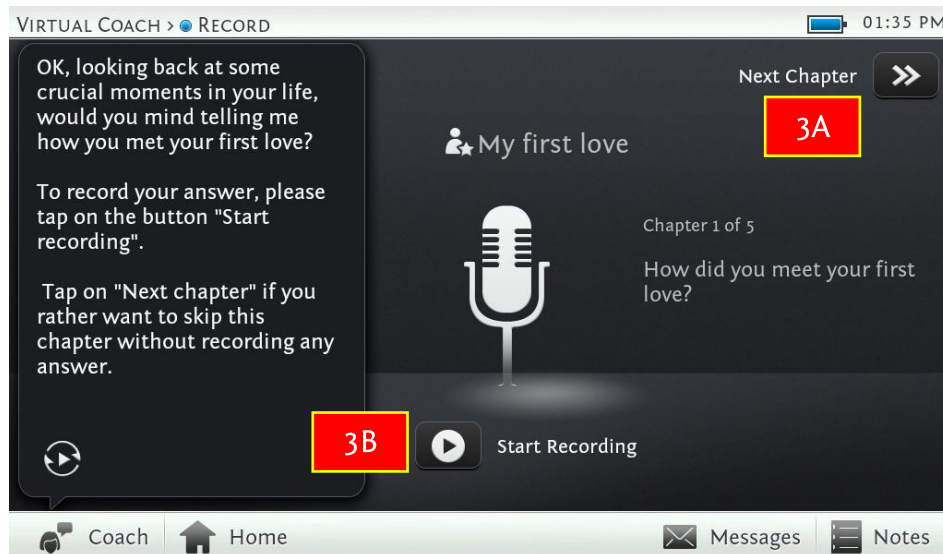 VIRTUAL COACH > RECORD
01:35 PM
OK, looking back at some
crucial moments in your life,
would you mind telling me
how you met your first love?
To record your answer, please
tap on the button "Start
recording".
Tap on "Next chapter" if you
rather want to skip this
chapter without recording any
answer.
Next Chapter
3A
My first love
Chapter 1 of 5
How did you meet your first
love?
3B
Start Recording
Coach
Home
Messages
Notes